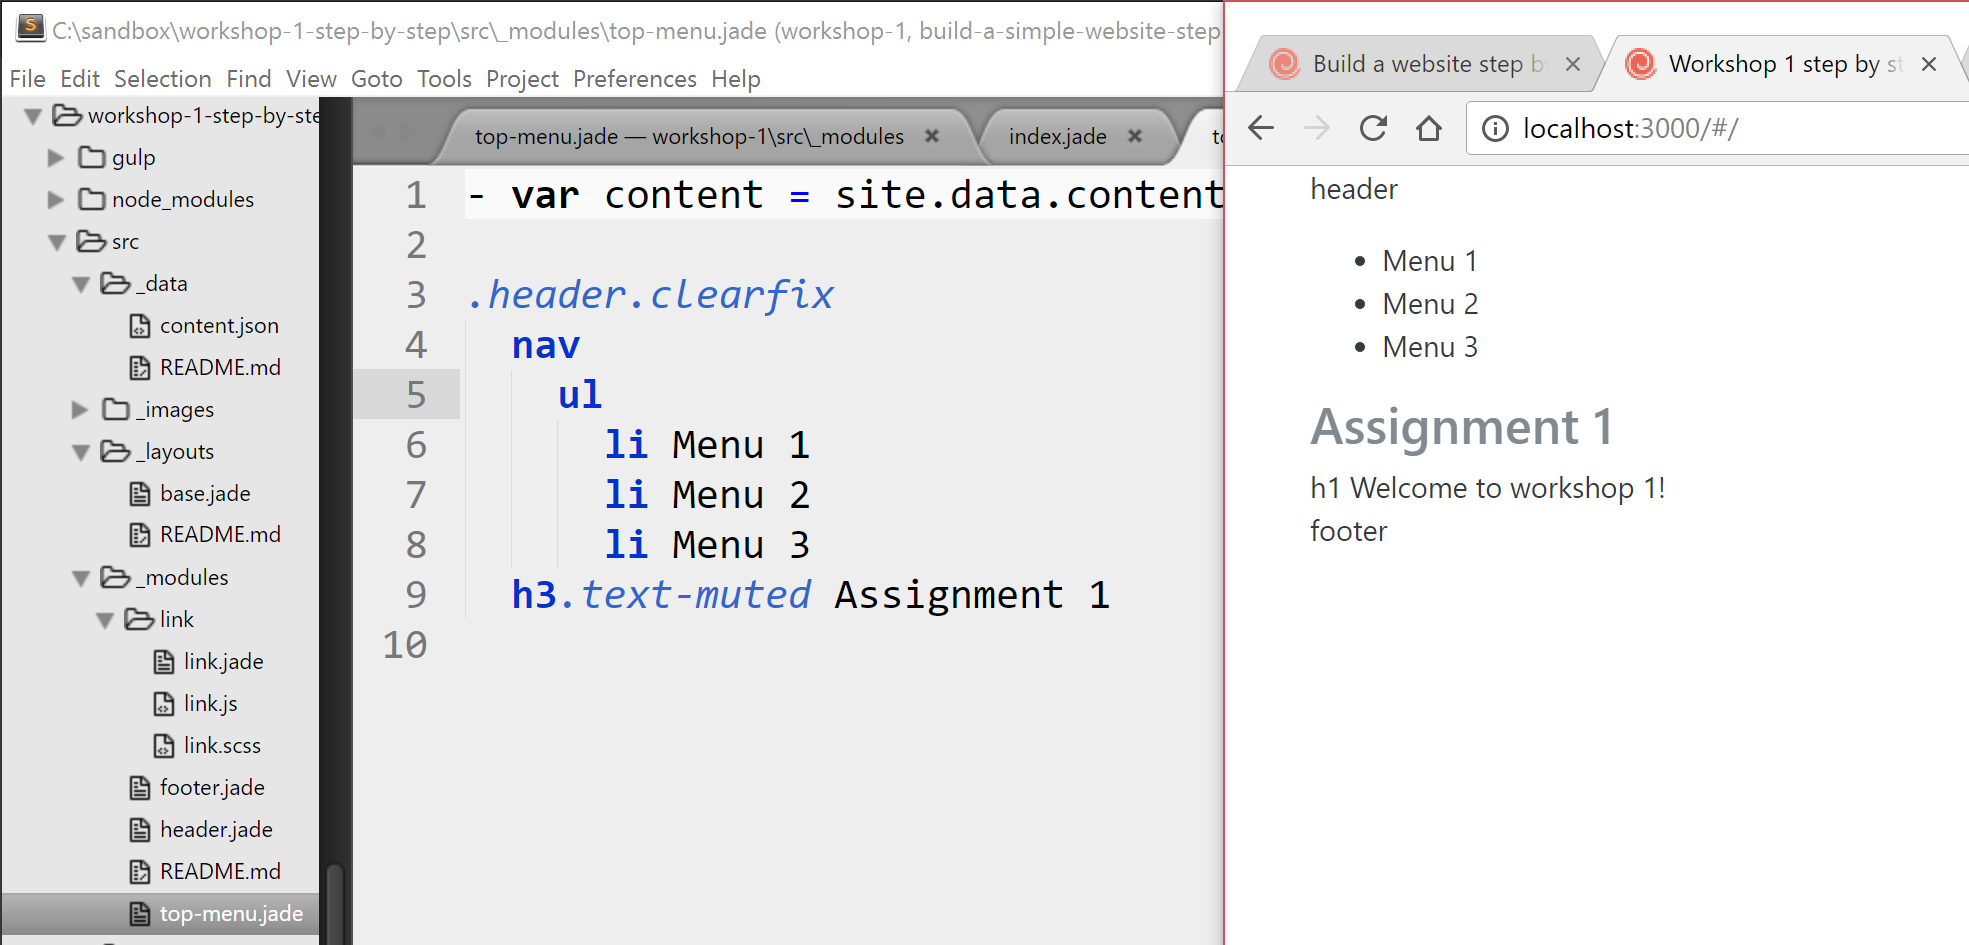 C:\sandbox\workshop-1-step-by-step\src\_modules\top-menu.jade (workshop-1, build-a-simple-website-step
File Edit Selection Find View Goto Tools Project Preferences Help
workshop-1-step-by-ste
gulp
node_modules
src
_data
content.json
README.md
_images
_layouts
base.jade
README.md
_modules
link
link.jade
link.js
link.scss
footer.jade
header.jade
README.md
top-menu.jade
top-menu.jade — workshop-1\src\_modules × index.jade ×
1 - var content = site.data.content
2
3 .header.clearfix
4 nav
5 ul
6 li Menu 1
7 li Menu 2
8 li Menu 3
9 h3.text-muted Assignment 1
10
Build a website step by × Workshop 1 step by st ×
localhost:3000/#/
header
• Menu 1
• Menu 2
• Menu 3
Assignment 1
h1 Welcome to workshop 1!
footer